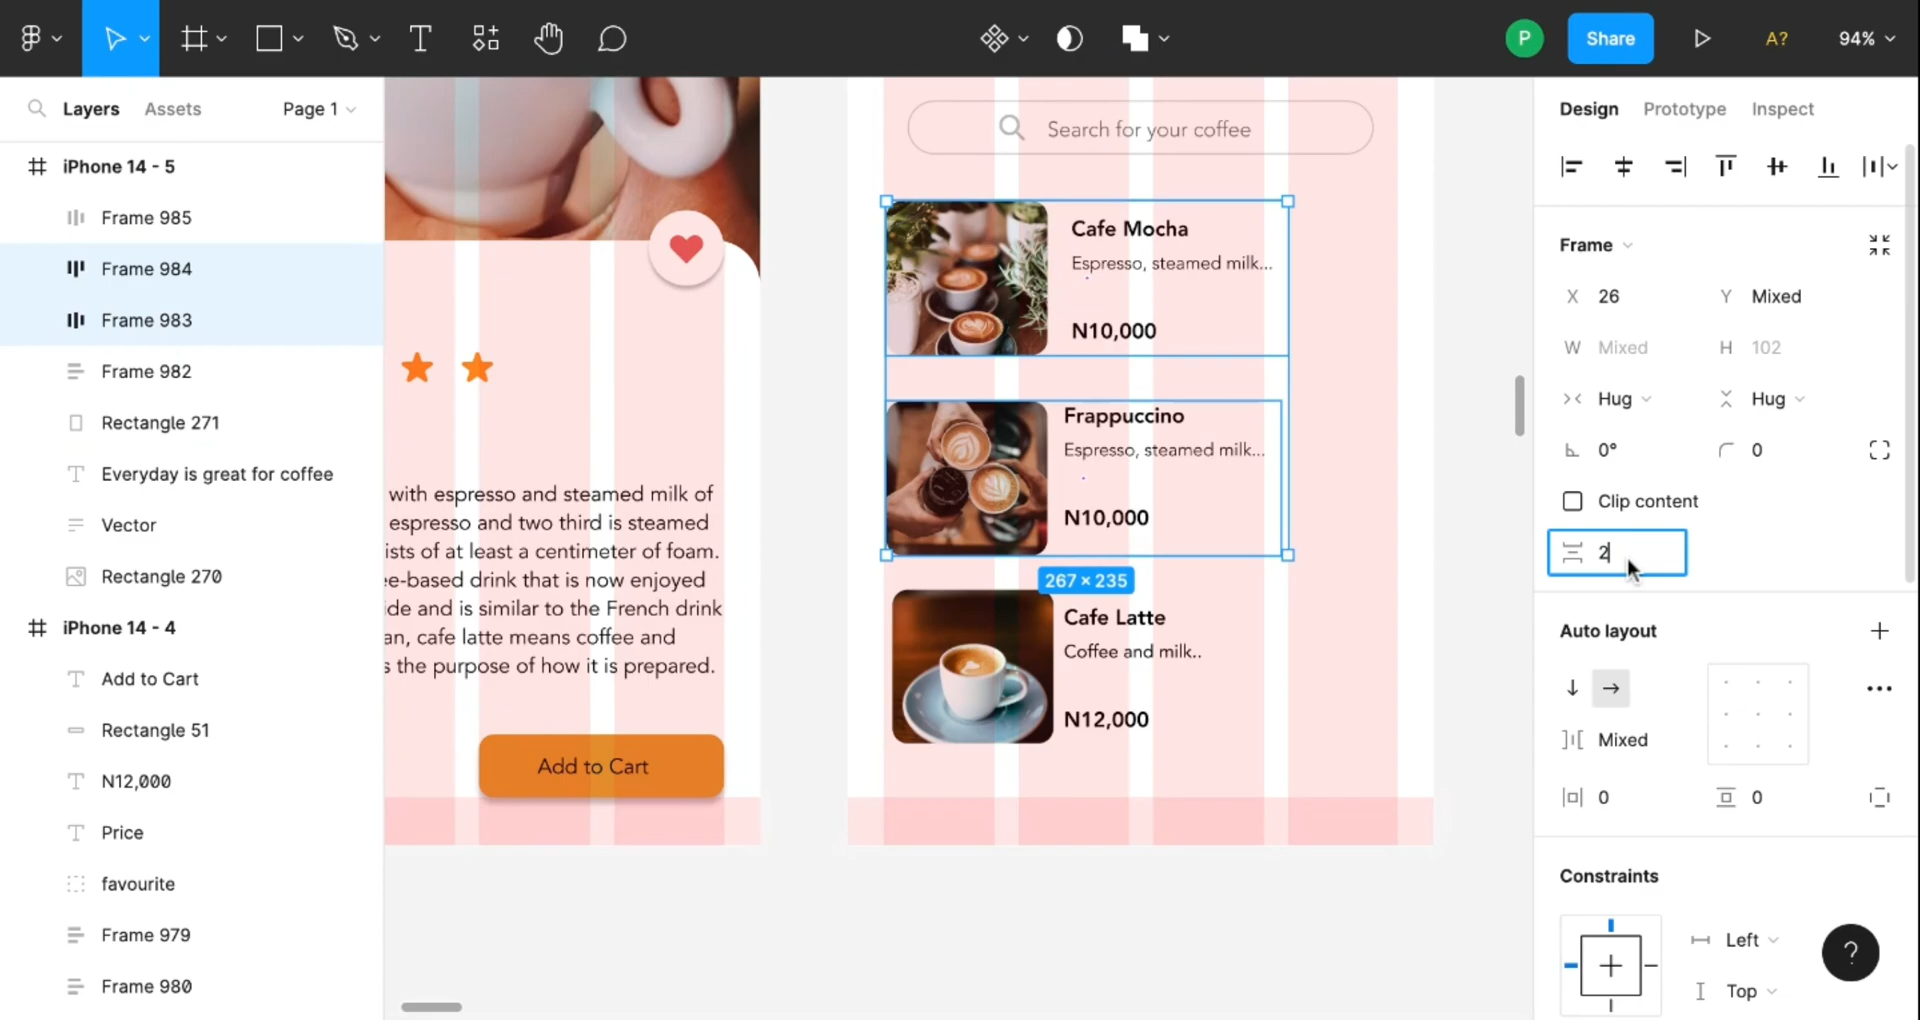 P
Share
A?
94%
Layers
Assets
Page 1
iPhone 14 - 5
Frame 985
Frame 984
Frame 983
Frame 982
Rectangle 271
Everyday is great for coffee
Vector
Rectangle 270
iPhone 14 - 4
Add to Cart
Rectangle 51
N12,000
Price
favourite
Frame 979
Frame 980
with espresso and steamed milk of
espresso and two third is steamed
ists of at least a centimeter of foam.
ee-based drink that is now enjoyed
ide and is similar to the French drink
an, cafe latte means coffee and
s the purpose of how it is prepared.
Add to Cart
Search for your coffee
Cafe Mocha
Espresso, steamed milk...
N10,000
Frappuccino
Espresso, steamed milk...
N10,000
267 × 235
Cafe Latte
Coffee and milk..
N12,000
Design
Prototype
Inspect
Frame
X 26
Y Mixed
W Mixed
H 102
Hug
Hug
0°
0
Clip content
2
Auto layout
Mixed
0
0
Constraints
Left
Top
?